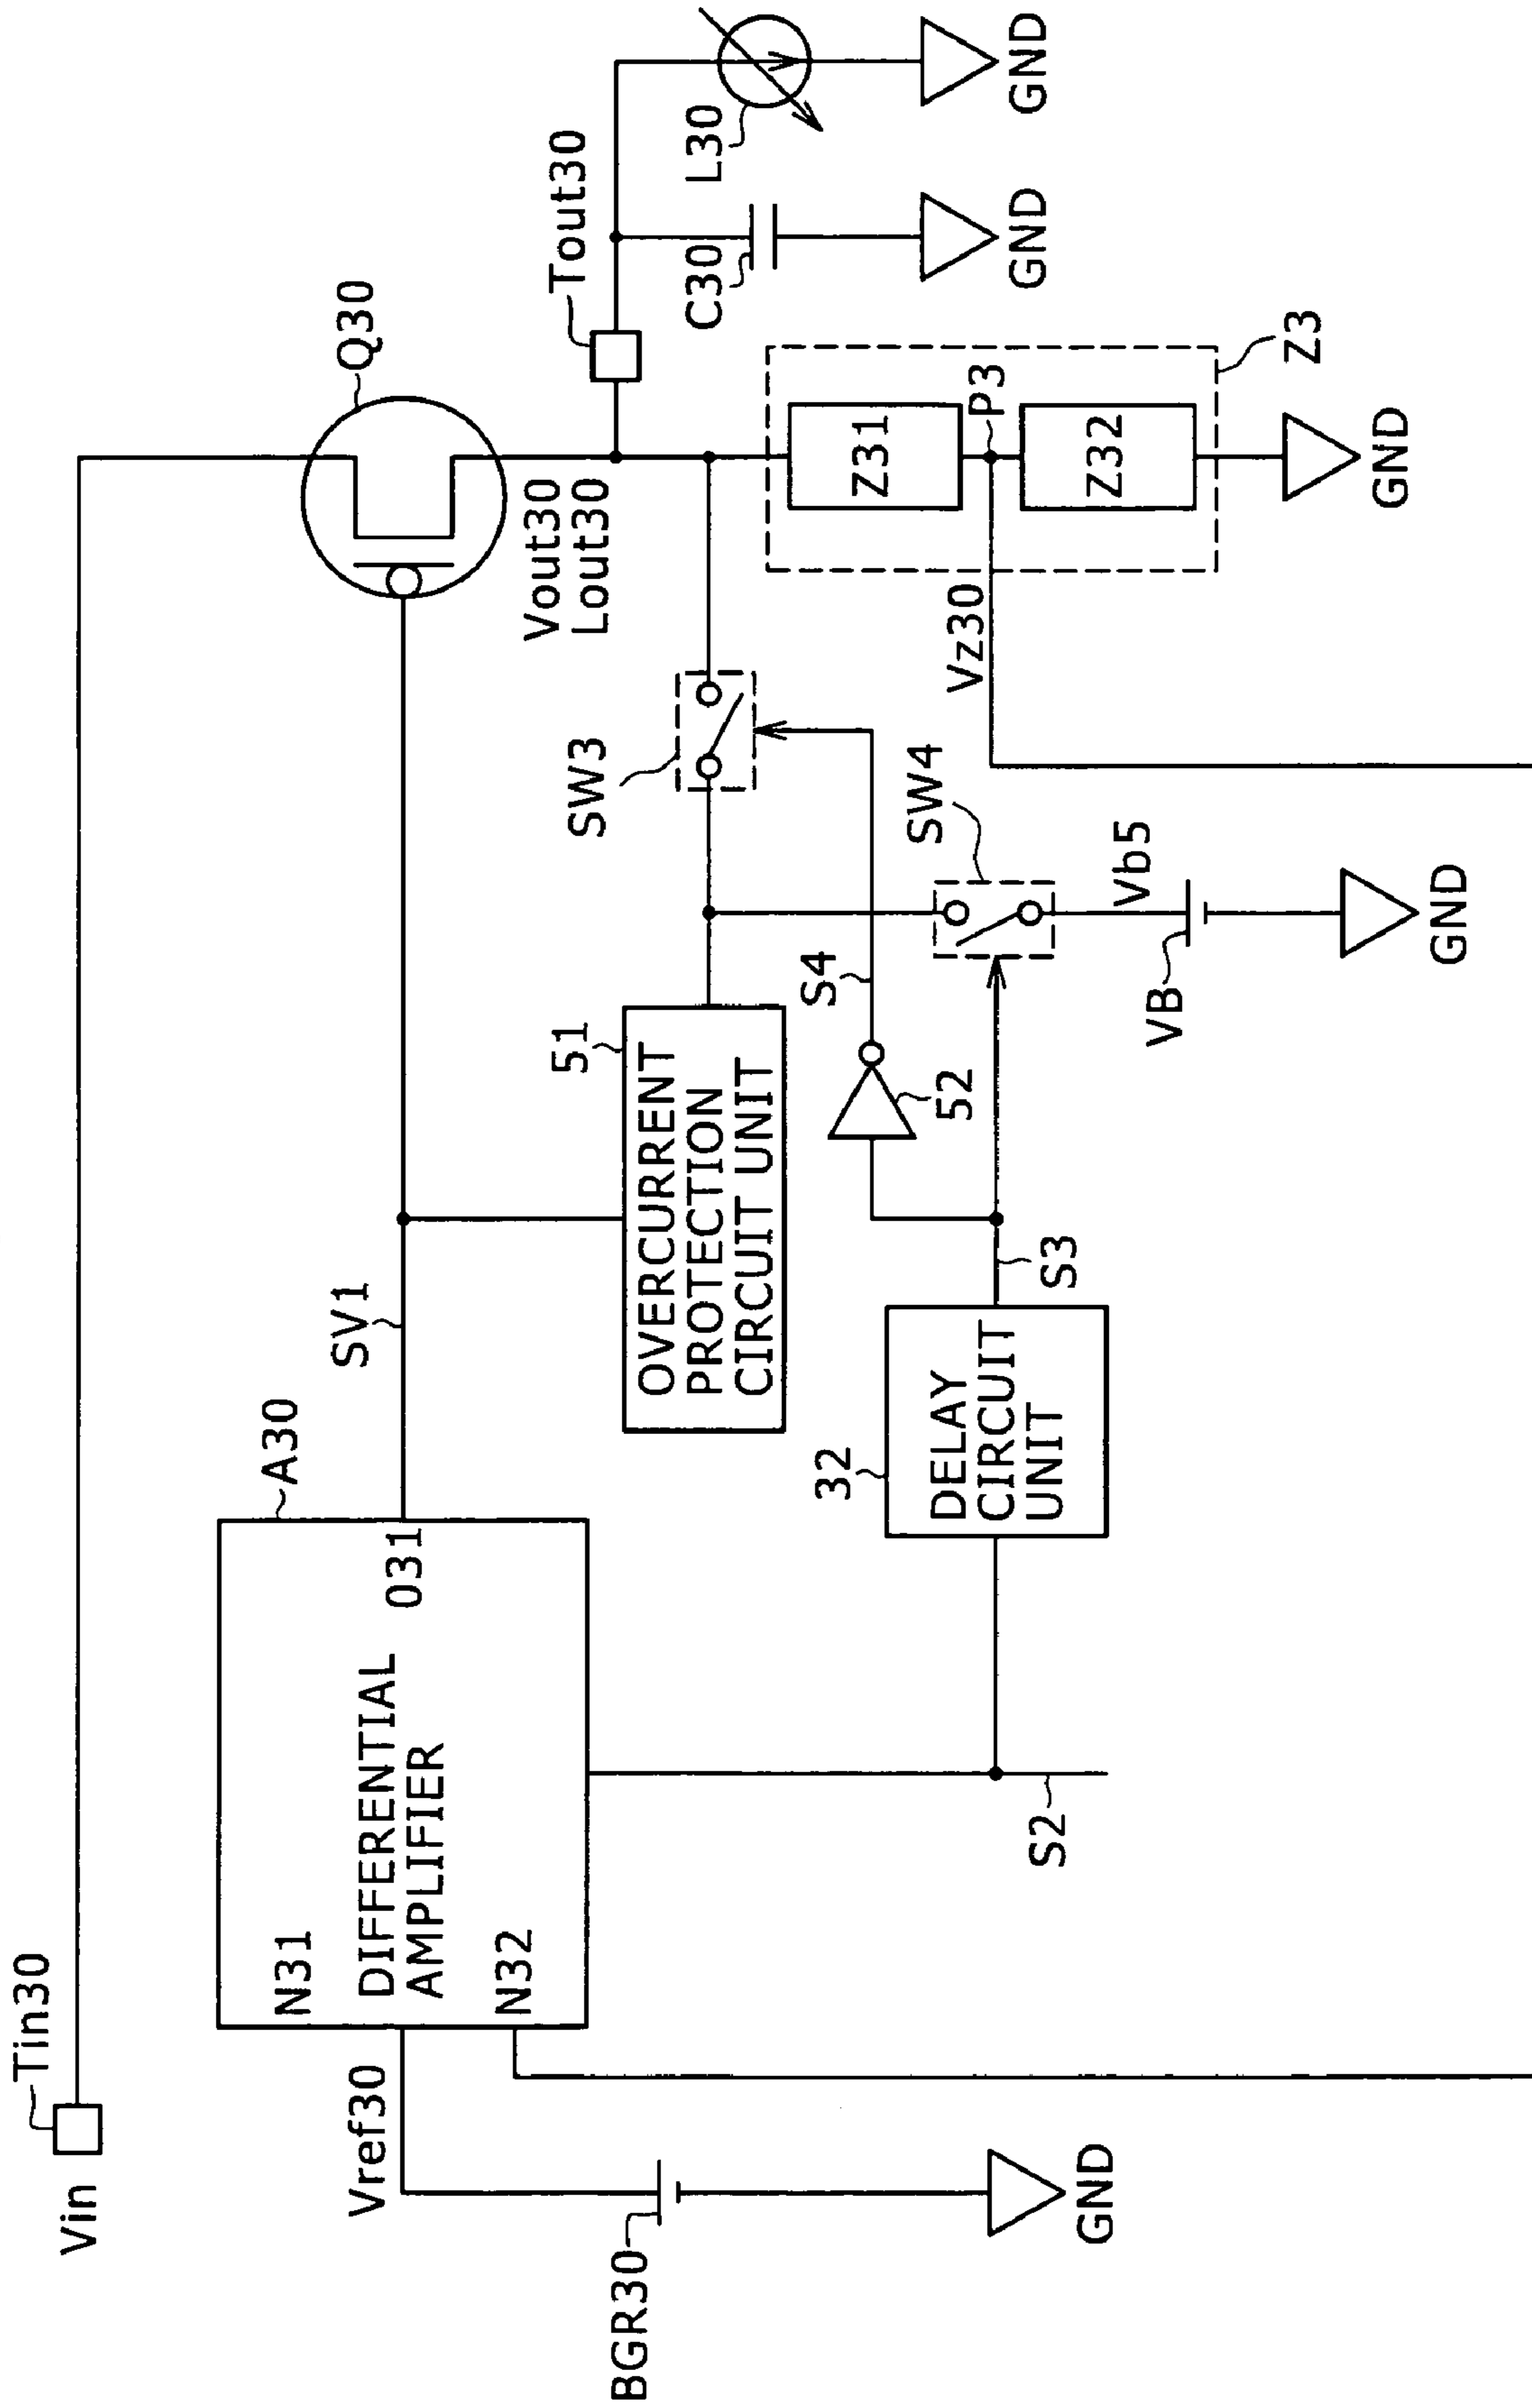 Vin
Tin30
Vref30
BGR30
GND
N31
DIFFERENTIAL
AMPLIFIER
N32
O31
A30
SV1
S2
32
DELAY
CIRCUIT
UNIT
S3
51
OVERCURRENT
PROTECTION
CIRCUIT UNIT
52
S4
SW3
SW4
VB
Vb5
GND
Q30
Vout30
Lout30
Vz30
Tout30
Z31
P3
Z32
Z3
GND
C30
GND
L30
GND